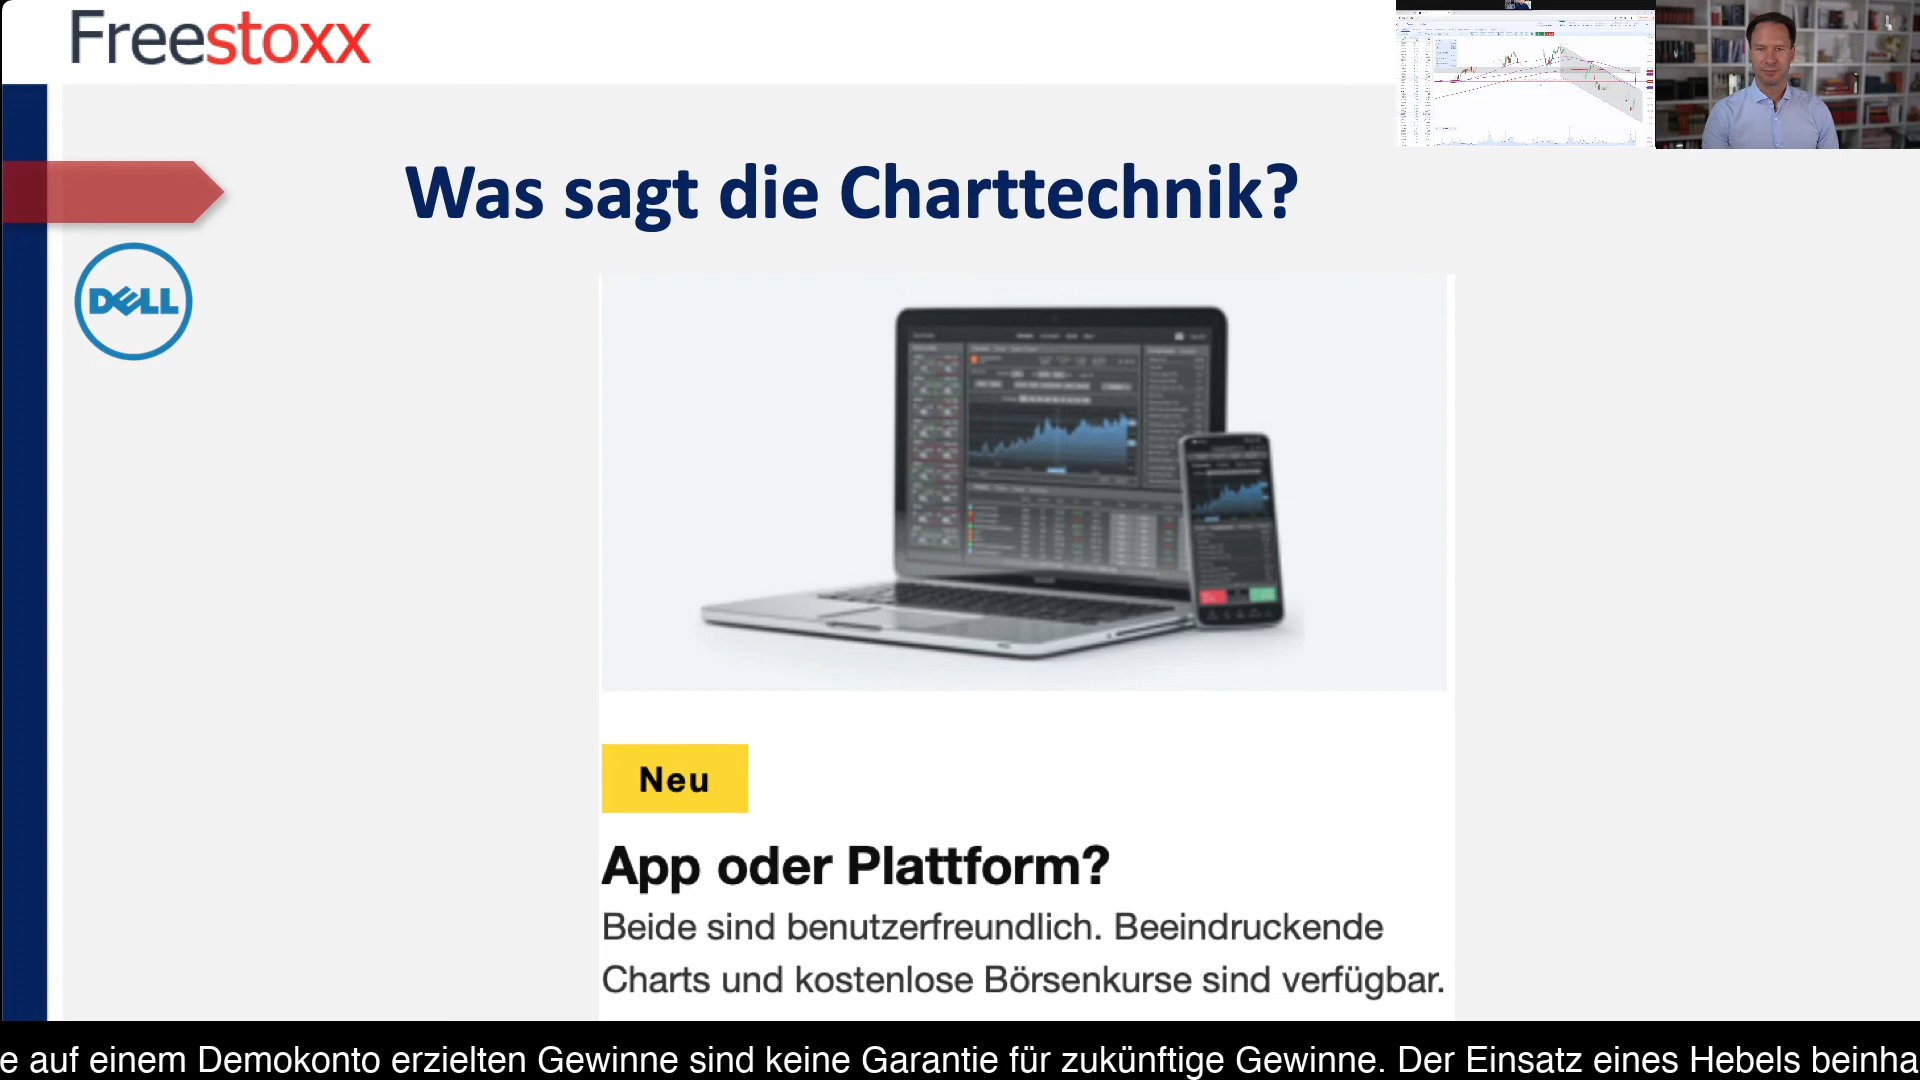 Freestoxx
Was sagt die Charttechnik?
DELL
Neu
App oder Plattform?
Beide sind benutzerfreundlich. Beeindruckende
Charts und kostenlose Börsenkurse sind verfügbar.
e auf einem Demokonto erzielten Gewinne sind keine Garantie für zukünftige Gewinne. Der Einsatz eines Hebels beinha